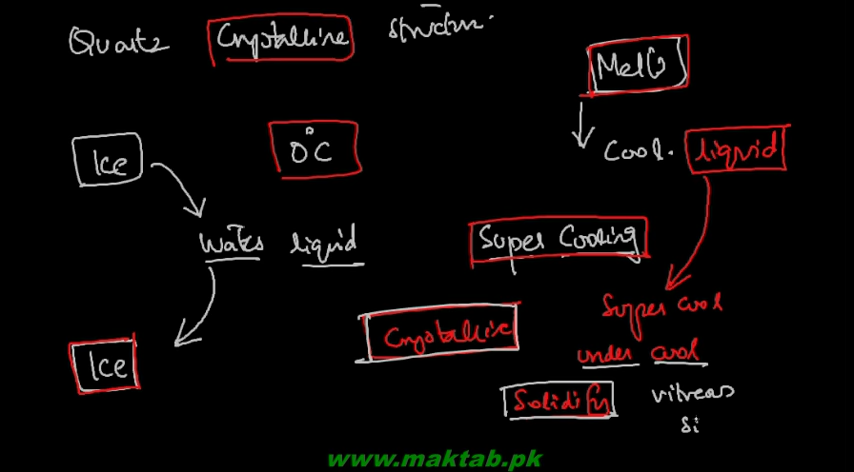 Quartz Crystalline structure.
Melt
Ice 0°C
Cool. liquid
Water liquid
Super Cooling
Super cool
Crystalline
under cool
Ice
Solidify vitreas
si
www.maktab.pk